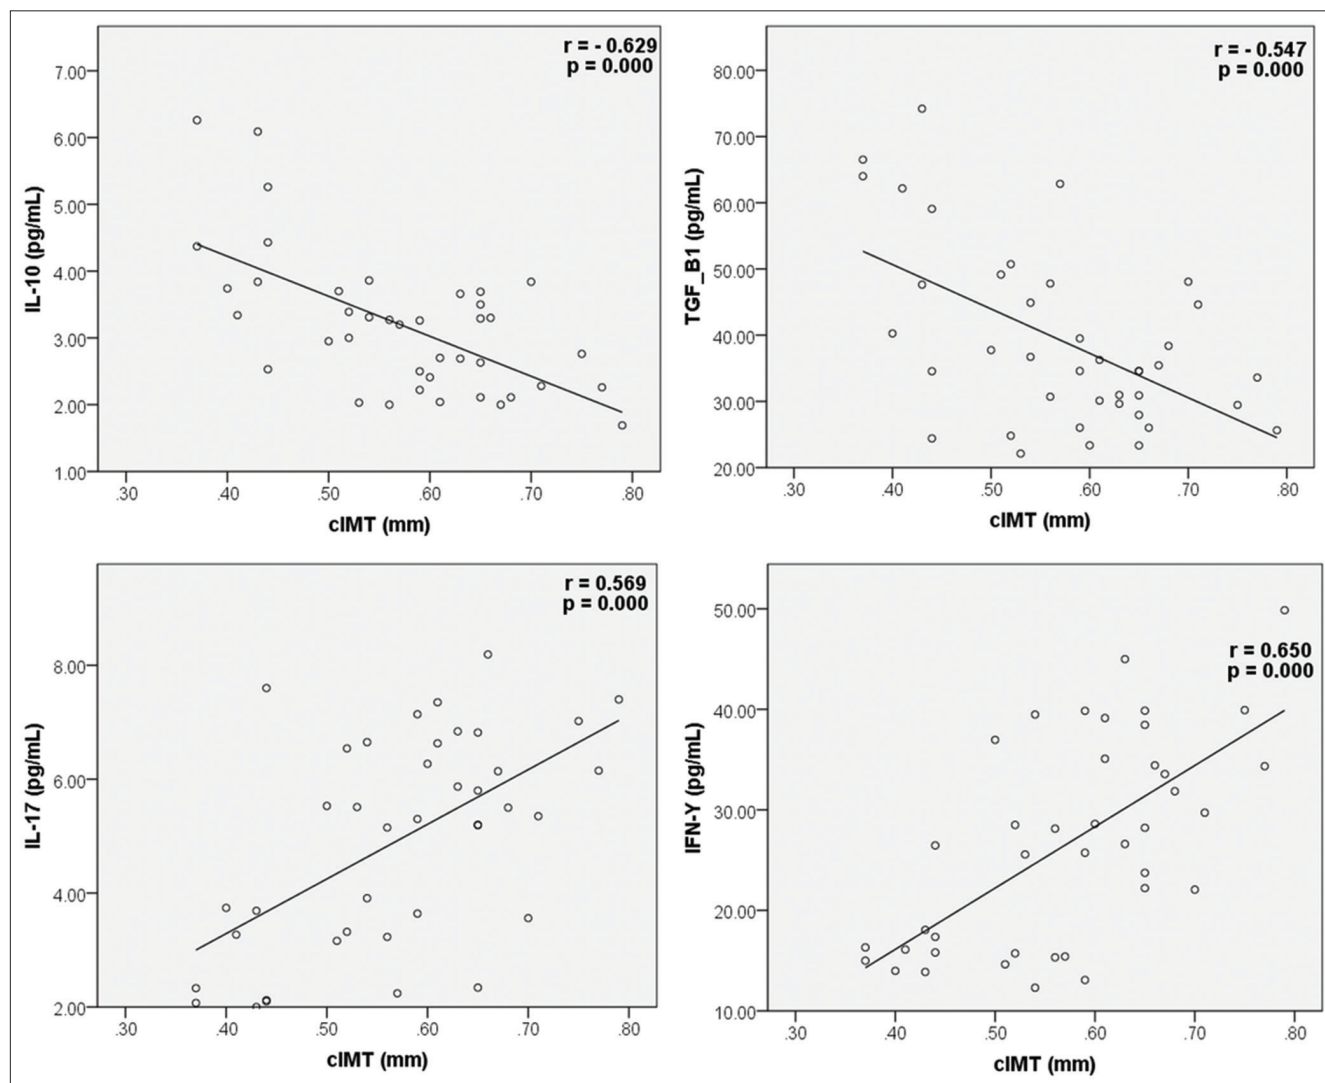 r = - 0.629
p = 0.000
7.00
6.00
5.00
4.00
3.00
2.00
1.00
IL-10 (pg/mL)
.30 .40 .50 .60 .70 .80
cIMT (mm)
r = - 0.547
p = 0.000
80.00
70.00
60.00
50.00
40.00
30.00
20.00
TGF_B1 (pg/mL)
.30 .40 .50 .60 .70 .80
cIMT (mm)
r = 0.569
p = 0.000
8.00
6.00
4.00
2.00
IL-17 (pg/mL)
.30 .40 .50 .60 .70 .80
cIMT (mm)
r = 0.650
p = 0.000
50.00
40.00
30.00
20.00
10.00
IFN-Y (pg/mL)
.30 .40 .50 .60 .70 .80
cIMT (mm)